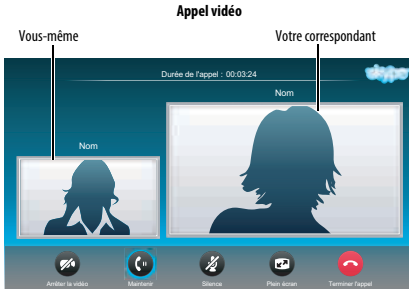 Appel vidéo
Vous-même
Votre correspondant
Durée de l'appel : 00:03:24
Nom
Nom
Arrêter la vidéo
Maintenir
Silence
Plein écran
Terminer l'appel